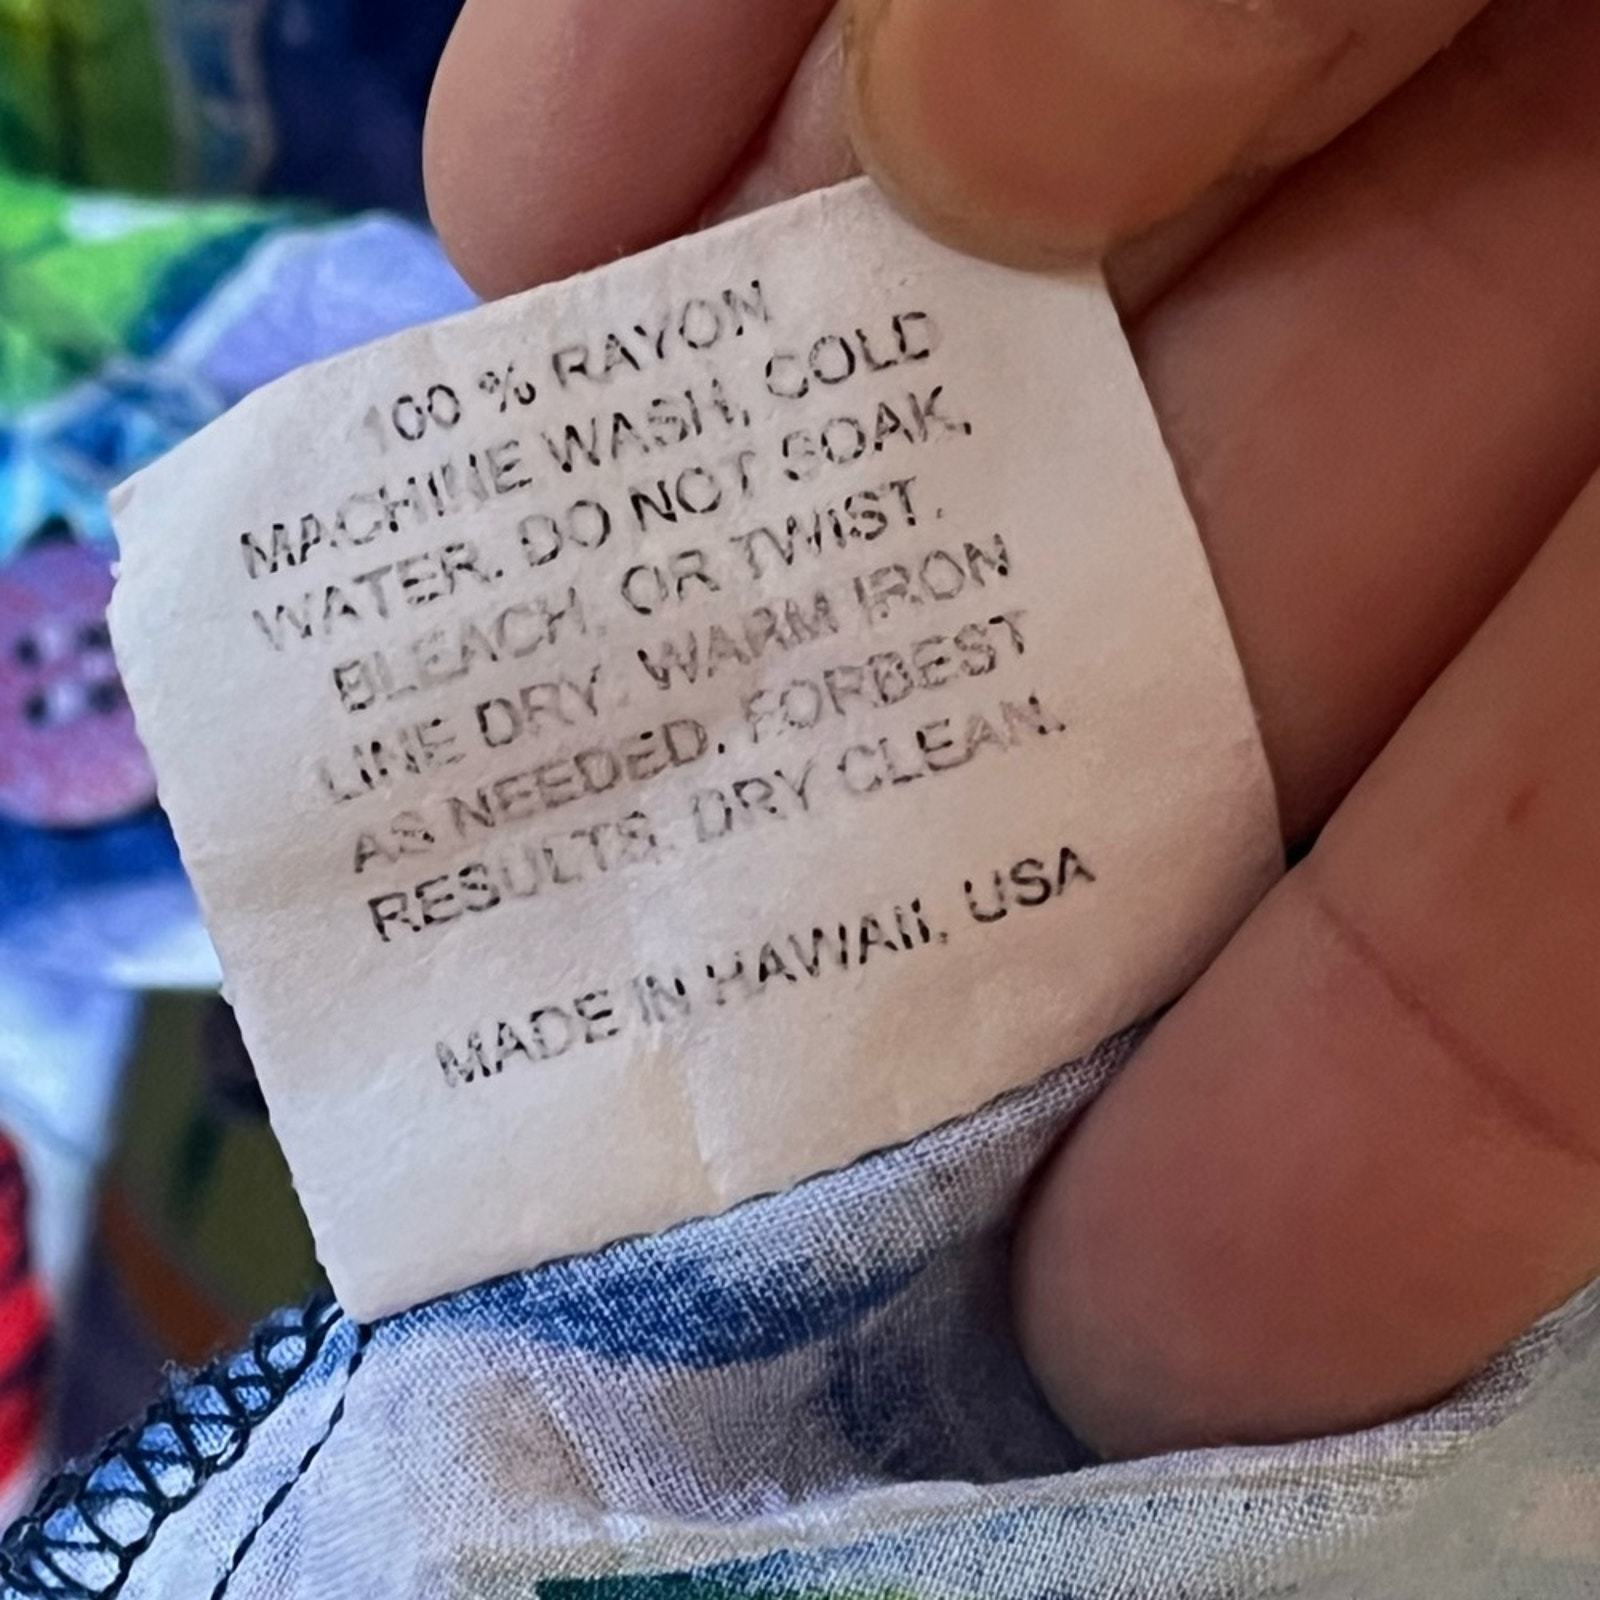 100 % RAYON
MACHINE WASH, COLD
WATER. DO NOT SOAK,
BLEACH, OR TWIST.
LINE DRY. WARM IRON
AS NEEDED. FORBEST
RESULTS, DRY CLEAN.
MADE IN HAWAII, USA